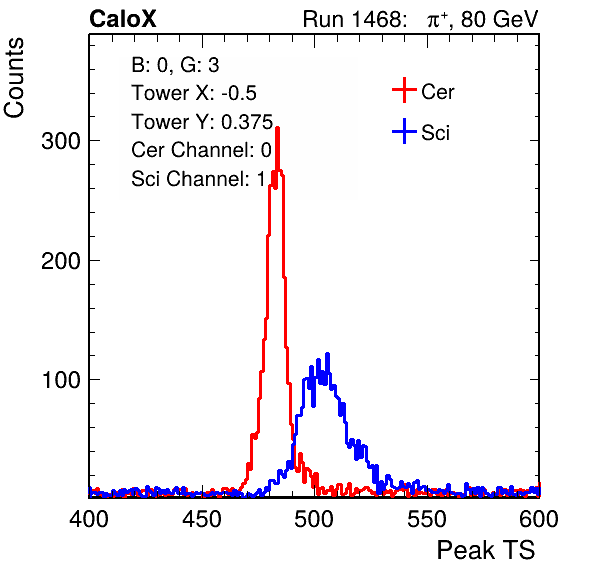 CaloX Run 1468: π⁺, 80 GeV
Counts
B: 0, G: 3
Tower X: -0.5
Tower Y: 0.375
Cer Channel: 0
Sci Channel: 1
Cer
Sci
300
200
100
400 450 500 550 600
Peak TS